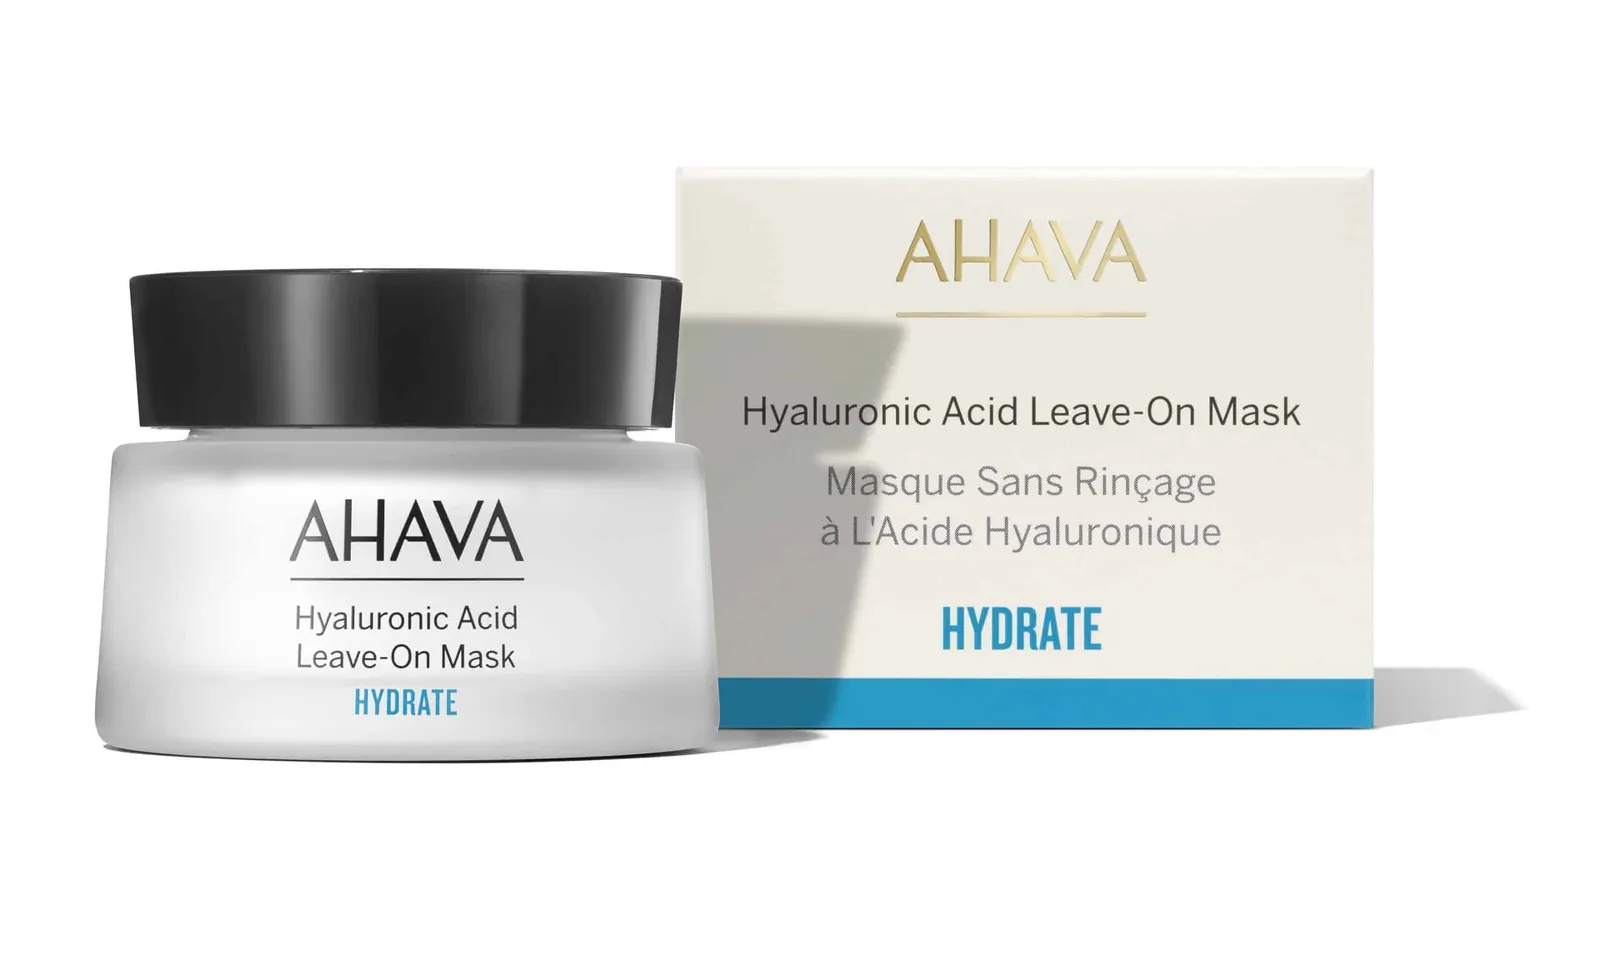 AHAVA
Hyaluronic Acid
Leave-On Mask
HYDRATE
AHAVA
Hyaluronic Acid Leave-On Mask
Masque Sans Rinçage
à L'Acide Hyaluronique
HYDRATE